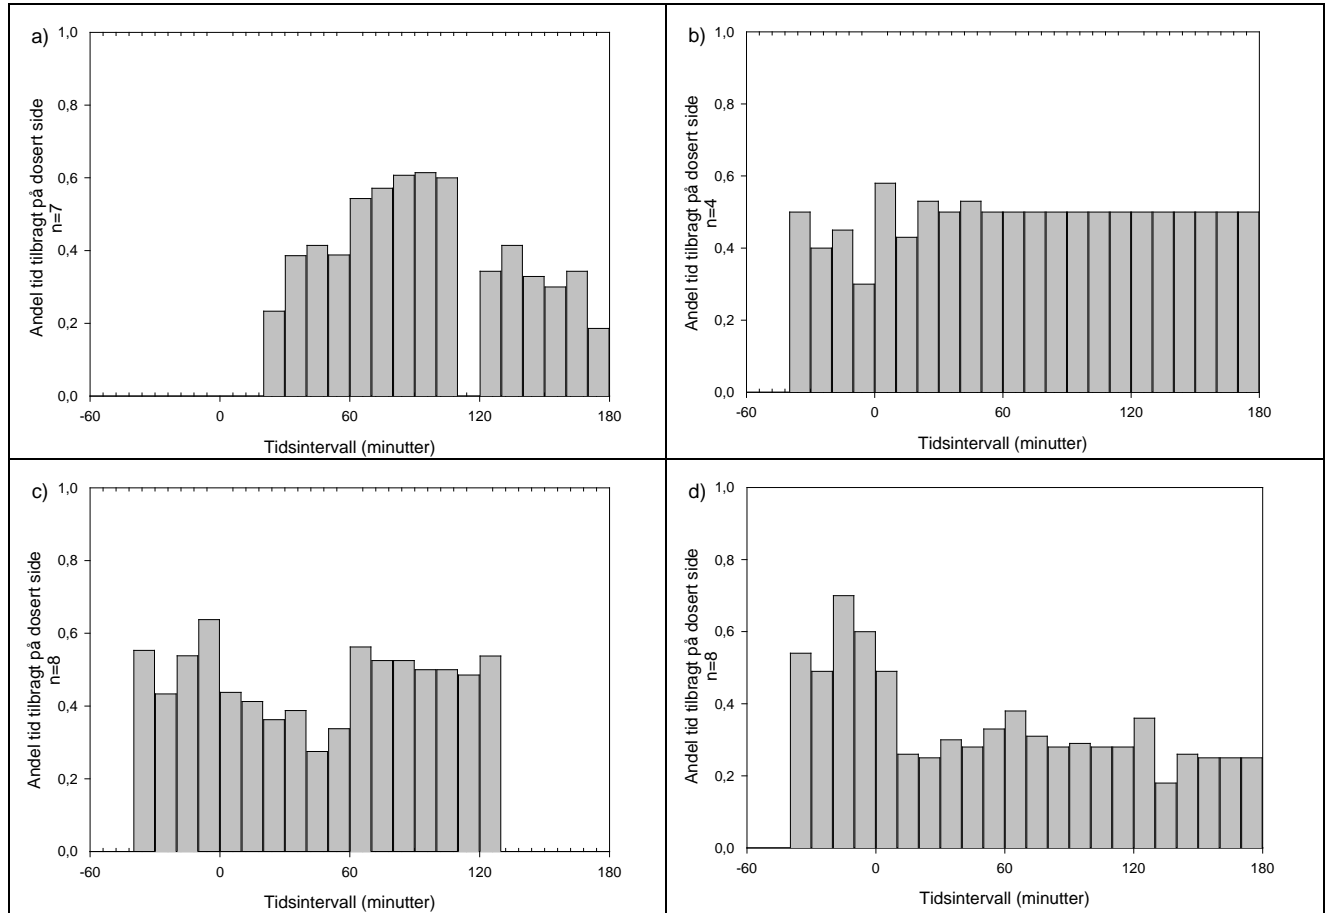 a)
1,0
0,8
0,6
0,4
0,2
0,0
Andel tid tilbragt på dosert side
n=7
-60 0 60 120 180
Tidsintervall (minutter)
b)
1,0
0,8
0,6
0,4
0,2
0,0
Andel tid tilbragt på dosert side
n=4
-60 0 60 120 180
Tidsintervall (minutter)
c)
1,0
0,8
0,6
0,4
0,2
0,0
Andel tid tilbragt på dosert side
n=8
-60 0 60 120 180
Tidsintervall (minutter)
d)
1,0
0,8
0,6
0,4
0,2
0,0
Andel tid tilbragt på dosert side
n=8
-60 0 60 120 180
Tidsintervall (minutter)